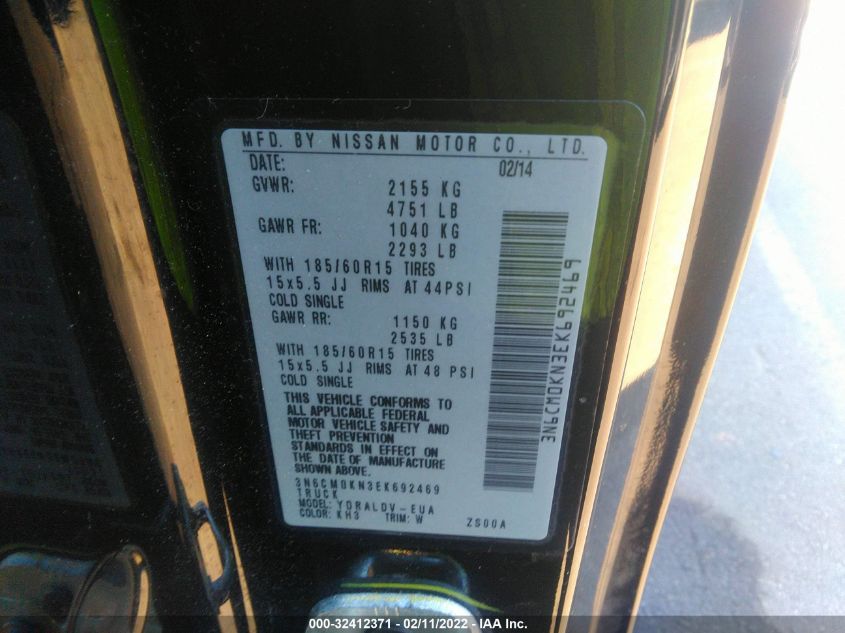 MFD. BY NISSAN MOTOR CO., LTD.
DATE: 02/14
GVWR: 2155 KG
4751 LB
GAWR FR: 1040 KG
2293 LB
WITH 185/60R15 TIRES
15x5.5 JJ RIMS AT 44PSI
COLD SINGLE
GAWR RR: 1150 KG
2535 LB
WITH 185/60R15 TIRES
15x5.5 JJ RIMS AT 48 PSI
COLD SINGLE
THIS VEHICLE CONFORMS TO
ALL APPLICABLE FEDERAL
MOTOR VEHICLE SAFETY AND
THEFT PREVENTION
STANDARDS IN EFFECT ON
THE DATE OF MANUFACTURE
SHOWN ABOVE.
3N6CM0KN3EK692469
TRUCK
MODEL: YDRALDV-EUA
COLOR: KH3 TRIM: W ZS00A
3N6CM0KN3EK692469
000-32412371 - 02/11/2022 - IAA Inc.